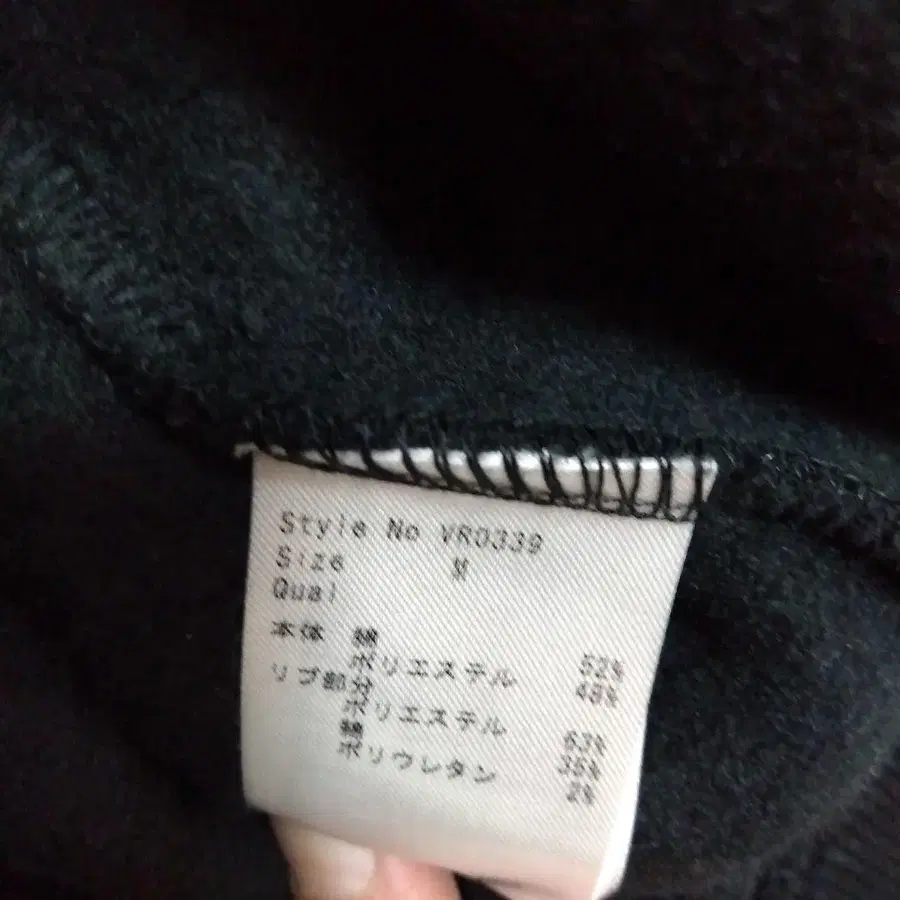 Style No VR0339
Size M
Qual
本体 綿 52%
ポリエステル 48%
リブ部分
ポリエステル 63%
綿 35%
ポリウレタン 2%